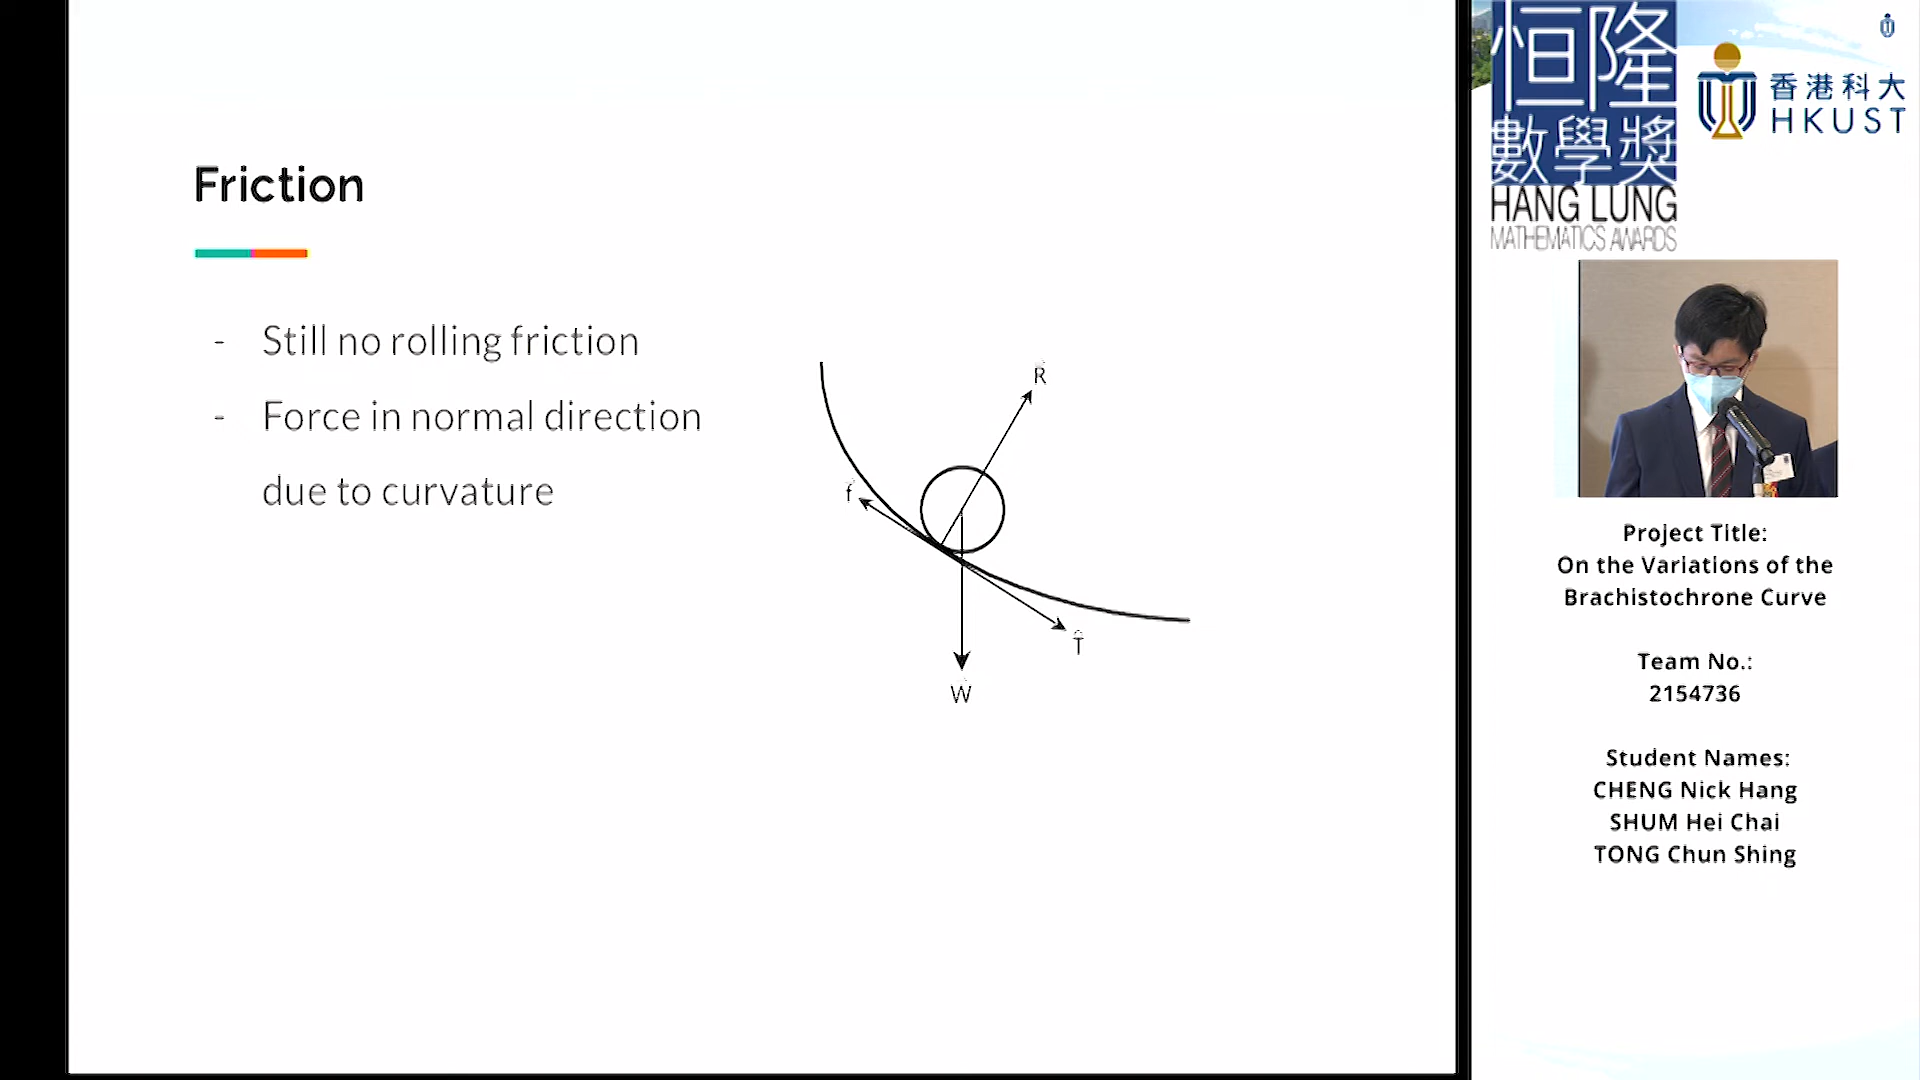 Friction
- Still no rolling friction
- Force in normal direction
due to curvature
R
f
T̂
W
恒隆
數學獎
HANG LUNG
MATHEMATICS AWARDS
香港科大
HKUST
Project Title:
On the Variations of the
Brachistochrone Curve
Team No.:
2154736
Student Names:
CHENG Nick Hang
SHUM Hei Chai
TONG Chun Shing